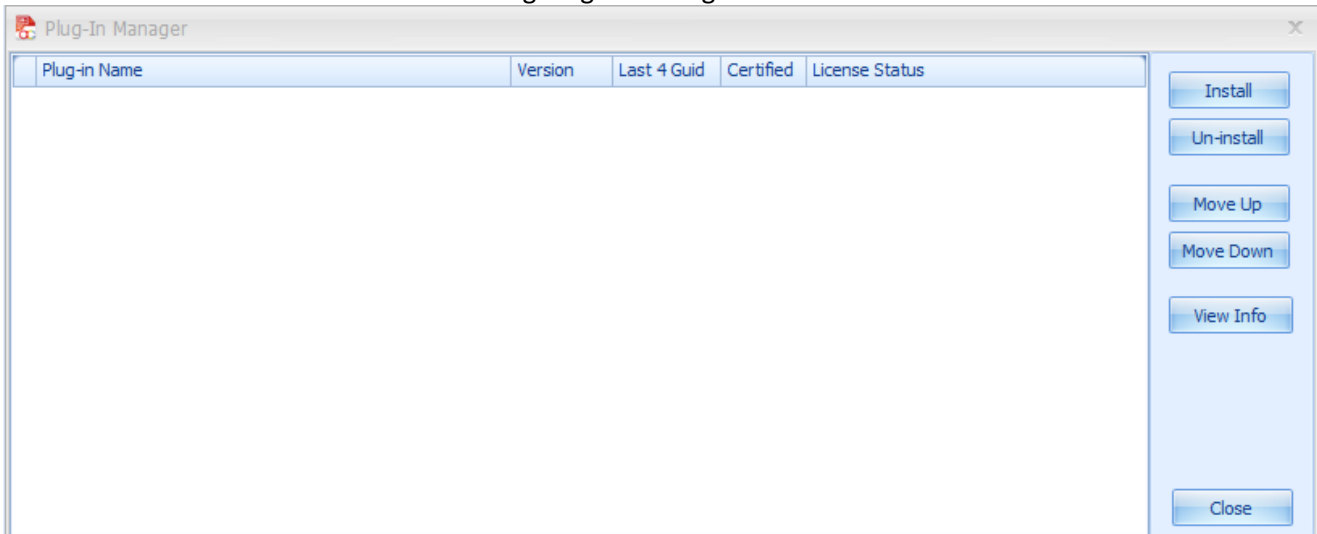 Plug-In Manager
Plug-in Name Version Last 4 Guid Certified License Status
Install
Un-install
Move Up
Move Down
View Info
Close